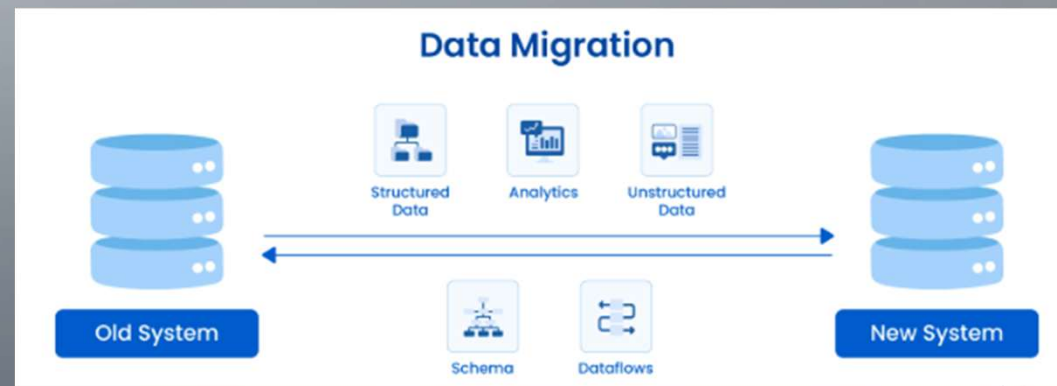 Data Migration
Structured
Data
Analytics
Unstructured
Data
Old System
New System
Schema
Dataflows